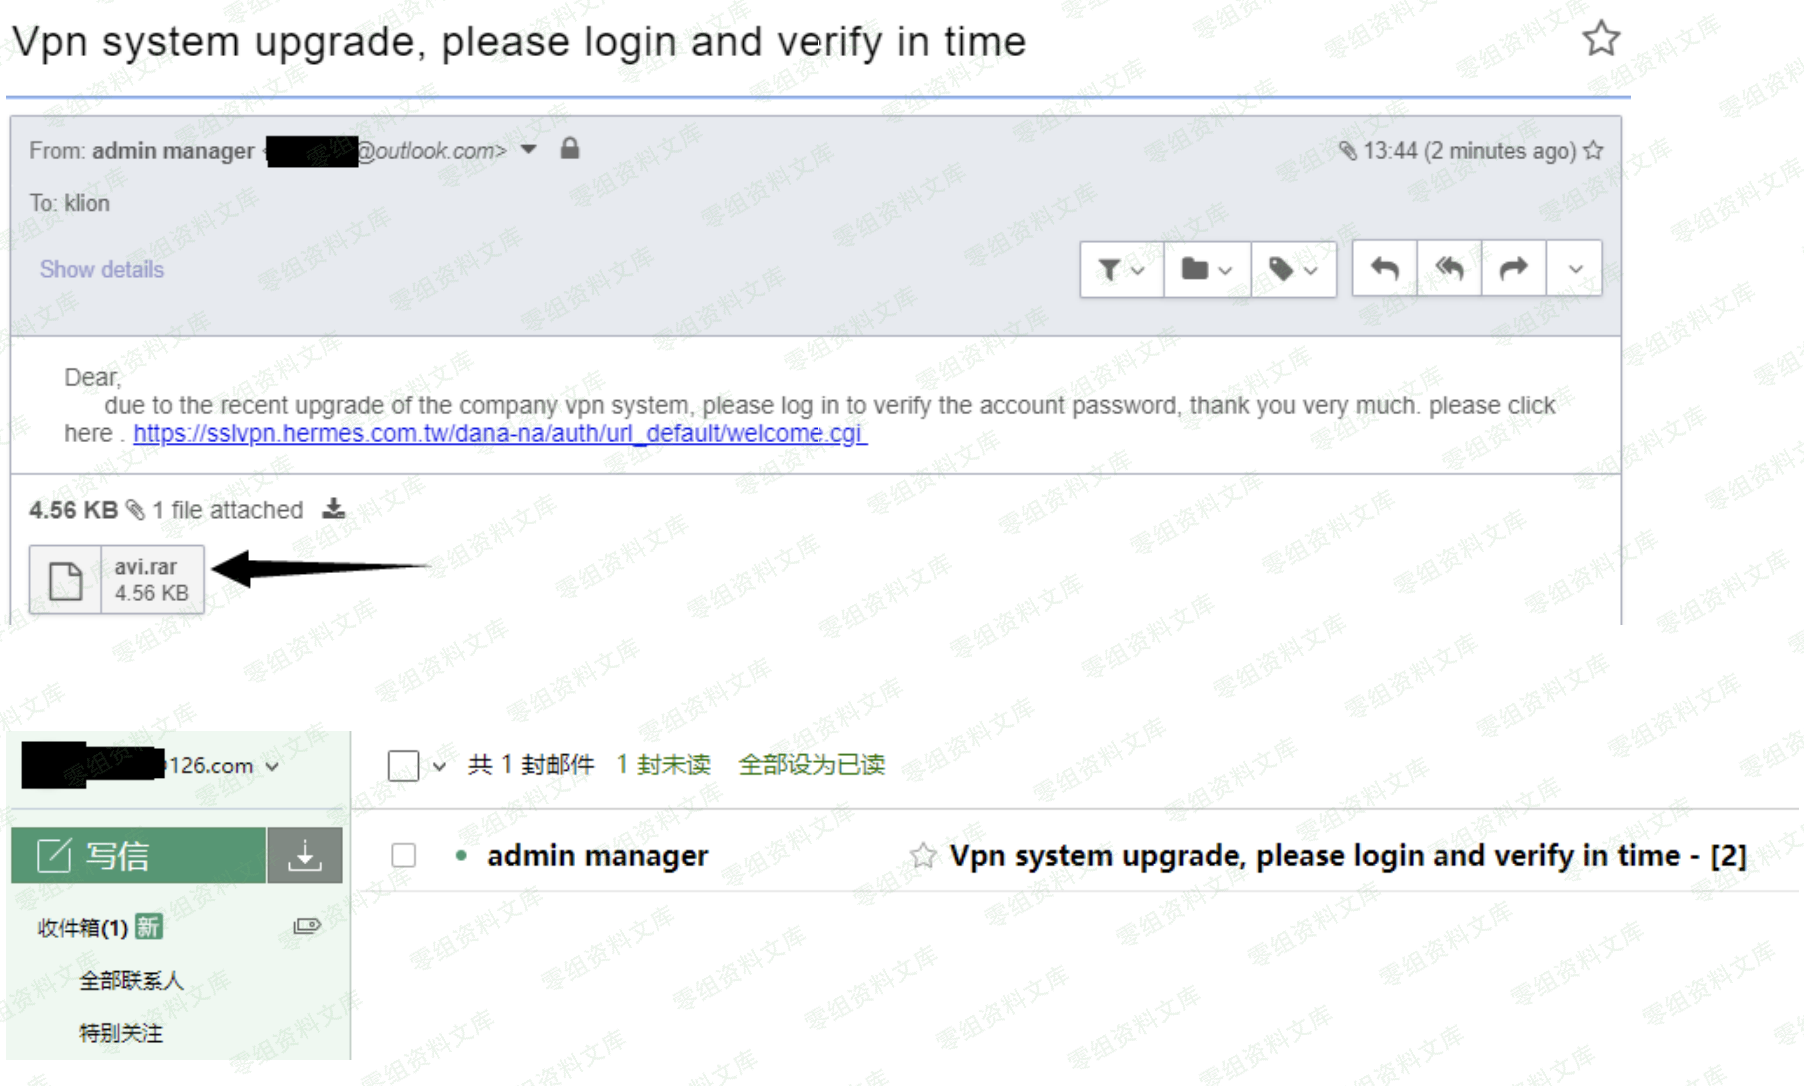 Vpn system upgrade, please login and verify in time
From: admin manager < @outlook.com>
13:44 (2 minutes ago)
To: klion
Show details
Dear,
due to the recent upgrade of the company vpn system, please log in to verify the account password, thank you very much. please click
here . https://sslvpn.hermes.com.tw/dana-na/auth/url_default/welcome.cgi
4.56 KB 1 file attached
avi.rar
4.56 KB
126.com
共 1 封邮件 1 封未读 全部设为已读
写信
admin manager
Vpn system upgrade, please login and verify in time - [2]
收件箱(1) 新
全部联系人
特别关注
零组资料文库